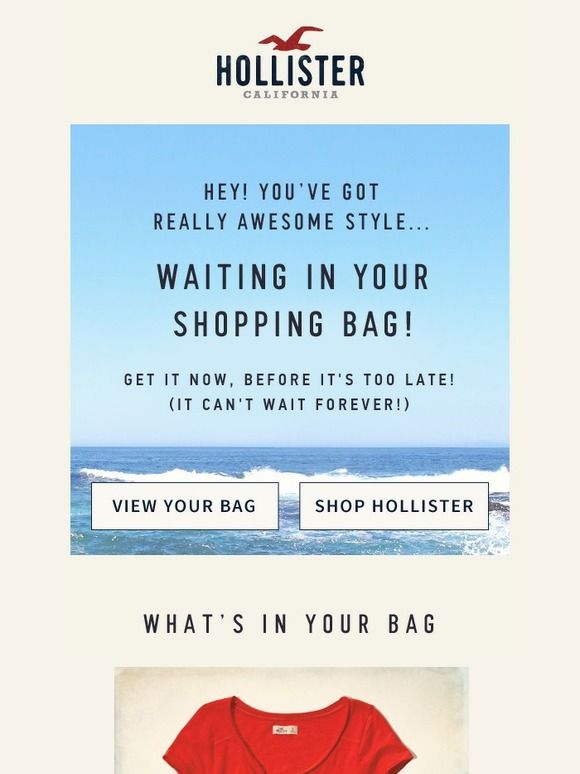 HOLLISTER
CALIFORNIA
HEY! YOU'VE GOT
REALLY AWESOME STYLE...
WAITING IN YOUR
SHOPPING BAG!
GET IT NOW, BEFORE IT'S TOO LATE!
(IT CAN'T WAIT FOREVER!)
VIEW YOUR BAG
SHOP HOLLISTER
WHAT'S IN YOUR BAG